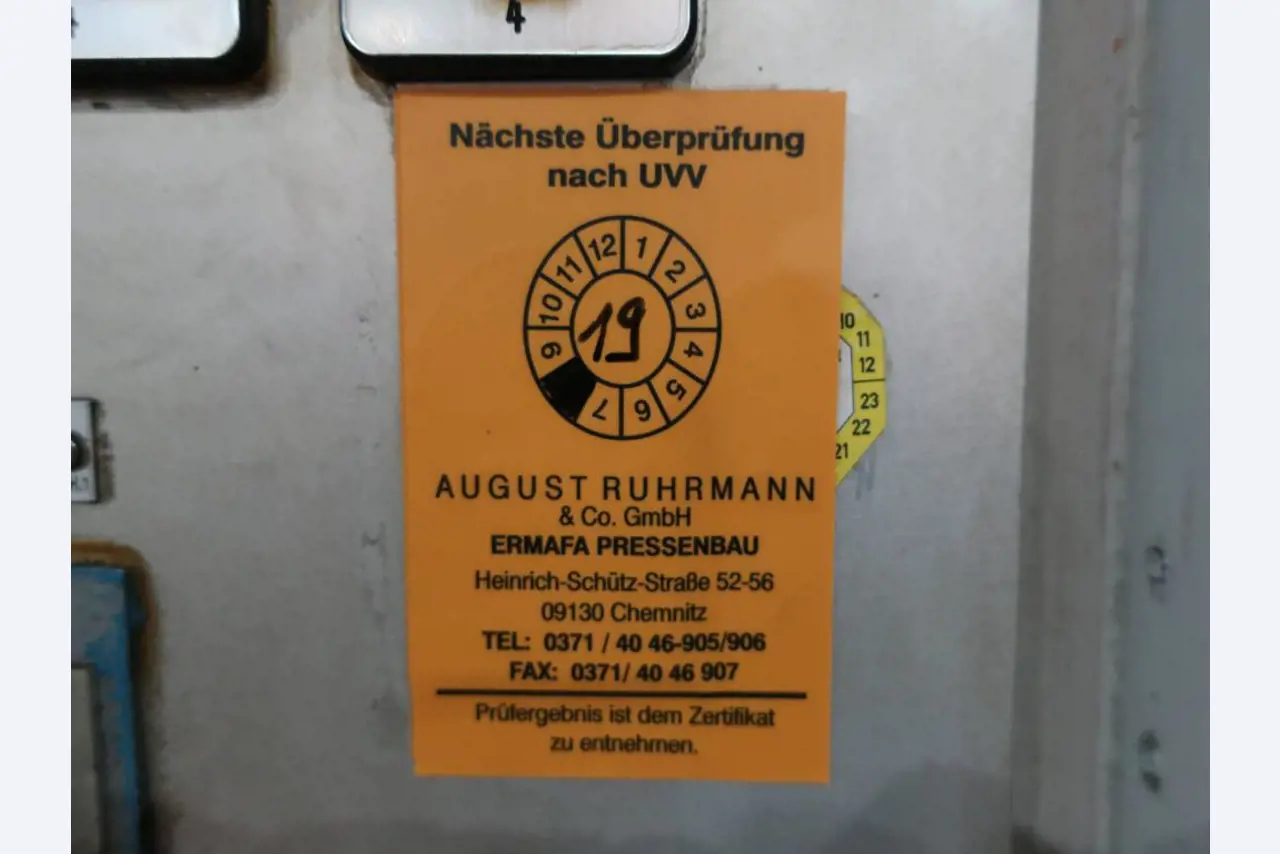 4
Nächste Überprüfung
nach UVV
12 1 2 3 4 5 6 7 9 10 11
19
10
11
12
23
22
21
AUGUST RUHRMANN
& Co. GmbH
ERMAFA PRESSENBAU
Heinrich-Schütz-Straße 52-56
09130 Chemnitz
TEL: 0371 / 40 46-905/906
FAX: 0371/ 40 46 907
Prüfergebnis ist dem Zertifikat
zu entnehmen.